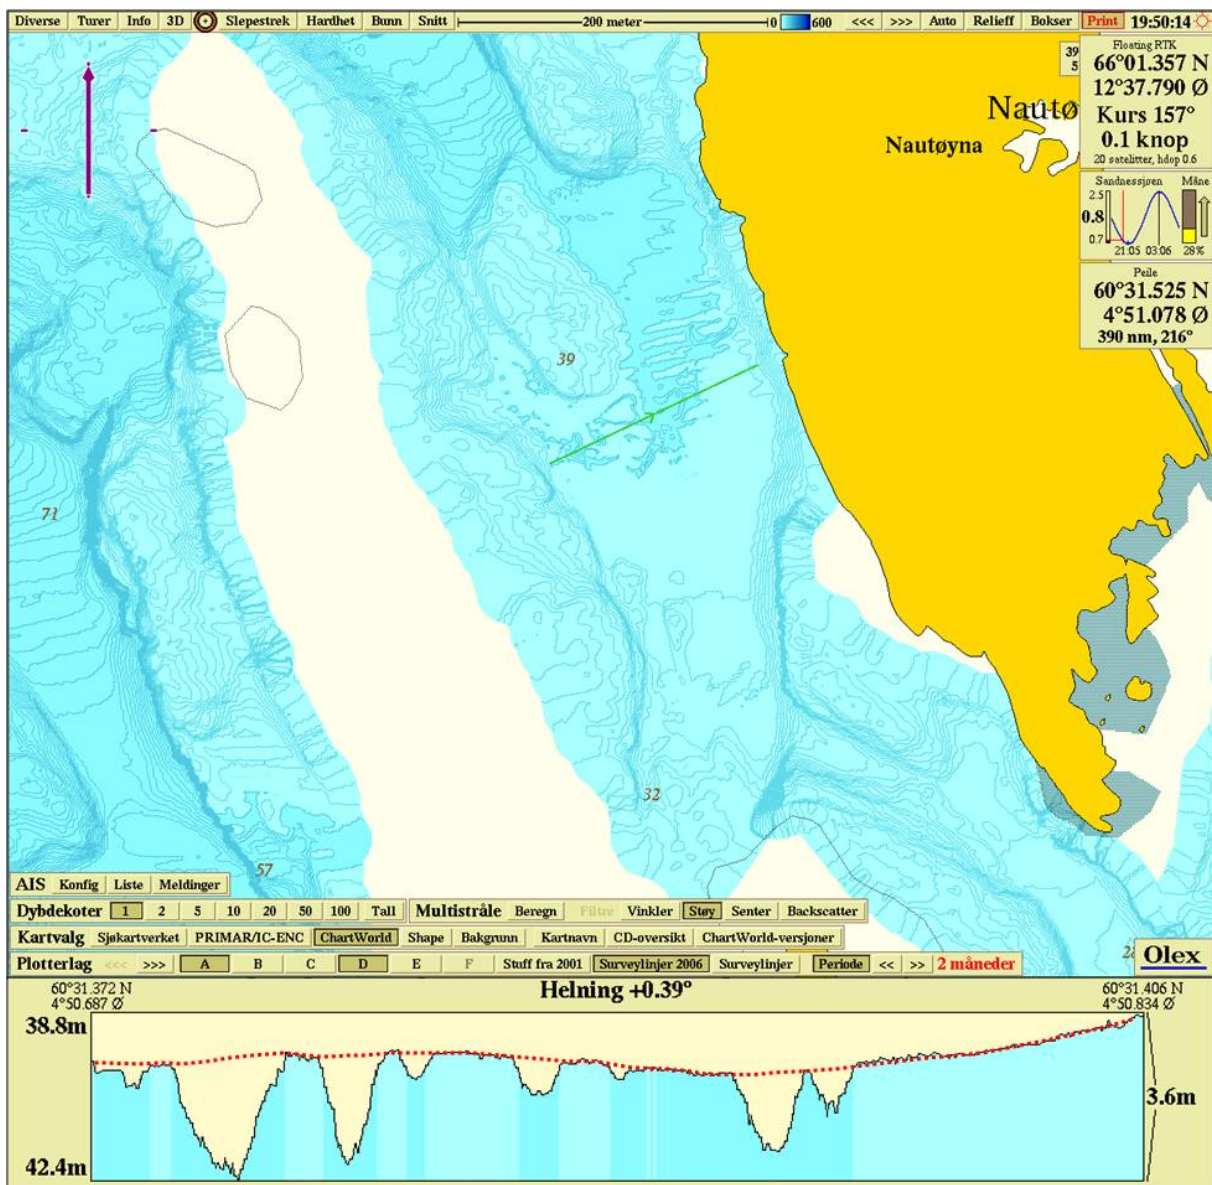 Diverse Turer Info 3D Slepestrek Hardhet Bunn Snitt 200 meter 0 600 <<< >>> Auto Relieff Bokser Print 19:50:14
39
5
Floating RTK
66°01.357 N
12°37.790 Ø
Kurs 157°
0.1 knop
20 satelitter, hdop 0.6
Nautø
Nautøyna
Sandnessjøen Måne
2.5
0.8
0.7
21:05 03:06 28%
Peile
60°31.525 N
4°51.078 Ø
390 nm, 216°
39
71
32
57
AIS Konfig Liste Meldinger
Dybdekoter 1 2 5 10 20 50 100 Tall Multistråle Beregn Filtre Vinkler Støy Senter Backscatter
Kartvalg Sjøkartverket PRIMAR/IC-ENC ChartWorld Shape Bakgrunn Kartnavn CD-oversikt ChartWorld-versjoner
Plotterlag <<< >>> A B C D E F Stuff fra 2001 Surveylinjer 2006 Surveylinjer Periode << >> 2 måneder
Olex
60°31.372 N
4°50.687 Ø
Helning +0.39°
60°31.406 N
4°50.834 Ø
38.8m
3.6m
42.4m